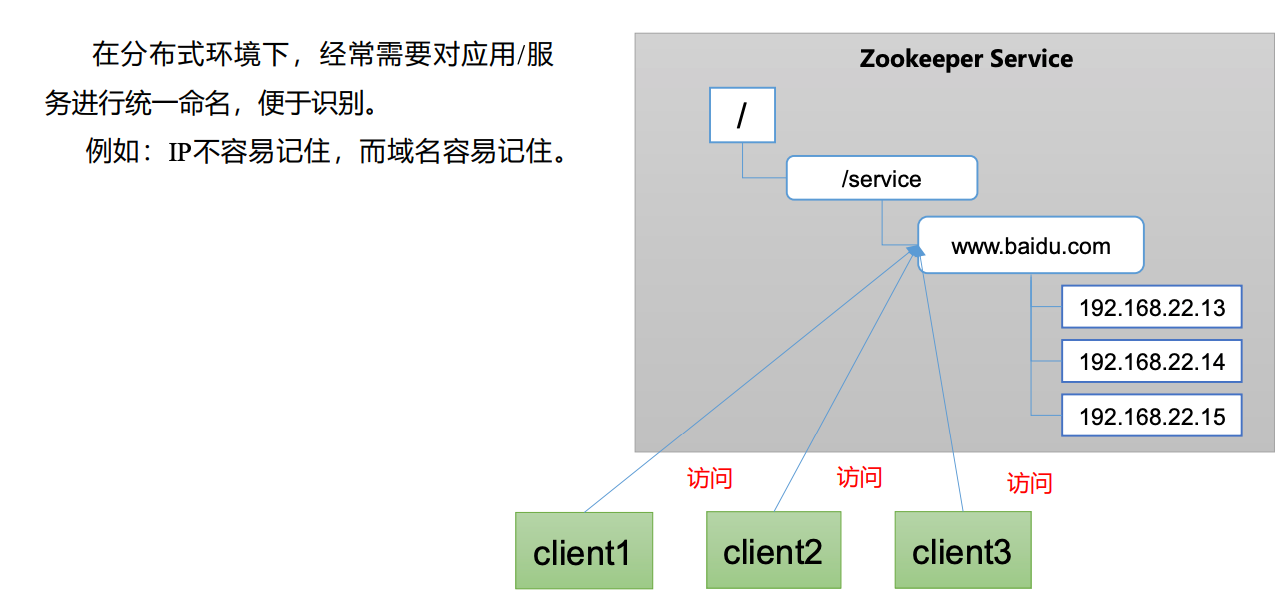 在分布式环境下，经常需要对应用/服
务进行统一命名，便于识别。
例如：IP不容易记住，而域名容易记住。
Zookeeper Service
/
/service
www.baidu.com
192.168.22.13
192.168.22.14
192.168.22.15
访问
访问
访问
client1
client2
client3